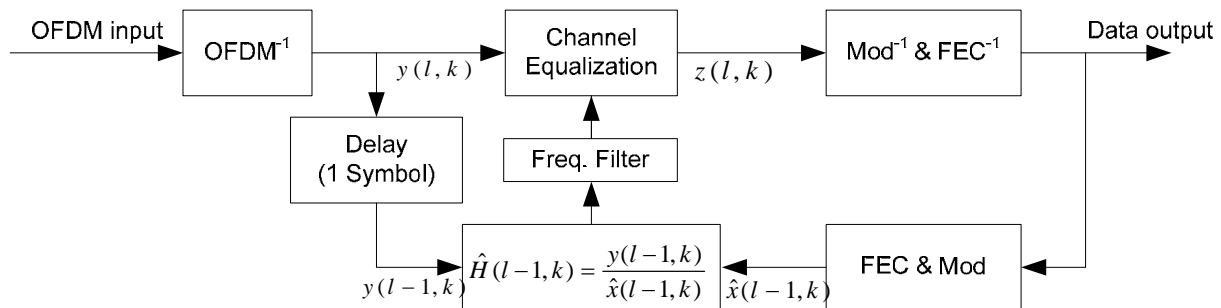 OFDM input
OFDM⁻¹
y(l,k)
Channel
Equalization
z(l,k)
Mod⁻¹ & FEC⁻¹
Data output
Delay
(1 Symbol)
Freq. Filter
y(l−1,k)
Ĥ(l−1,k) = y(l−1,k) / x̂(l−1,k)
x̂(l−1,k)
FEC & Mod